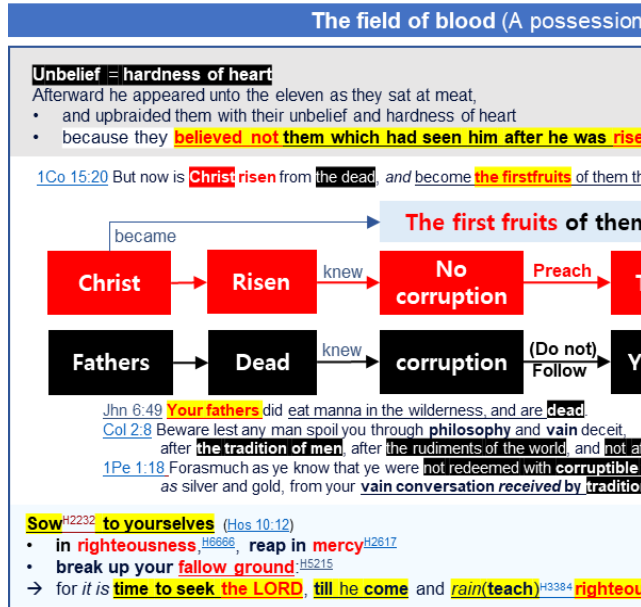 The field of blood (A possession
Unbelief = hardness of heart
Afterward he appeared unto the eleven as they sat at meat,
• and upbraided them with their unbelief and hardness of heart
• because they believed not them which had seen him after he was rise
1Co 15:20 But now is Christ risen from the dead, and become the firstfruits of them th
became
The first fruits of them
Christ
Risen
knew
No corruption
Preach
T
Fathers
Dead
knew
corruption
(Do not)
Follow
Y
Jhn 6:49 Your fathers did eat manna in the wilderness, and are dead.
Col 2:8 Beware lest any man spoil you through philosophy and vain deceit,
after the tradition of men, after the rudiments of the world, and not a
1Pe 1:18 Forasmuch as ye know that ye were not redeemed with corruptible
as silver and gold, from your vain conversation received by tradition
Sow H2232 to yourselves (Hos 10:12)
• in righteousness, H6666, reap in mercy H2617
• break up your fallow ground: H5215
→ for it is time to seek the LORD, till he come and rain(teach) H3384 righteou